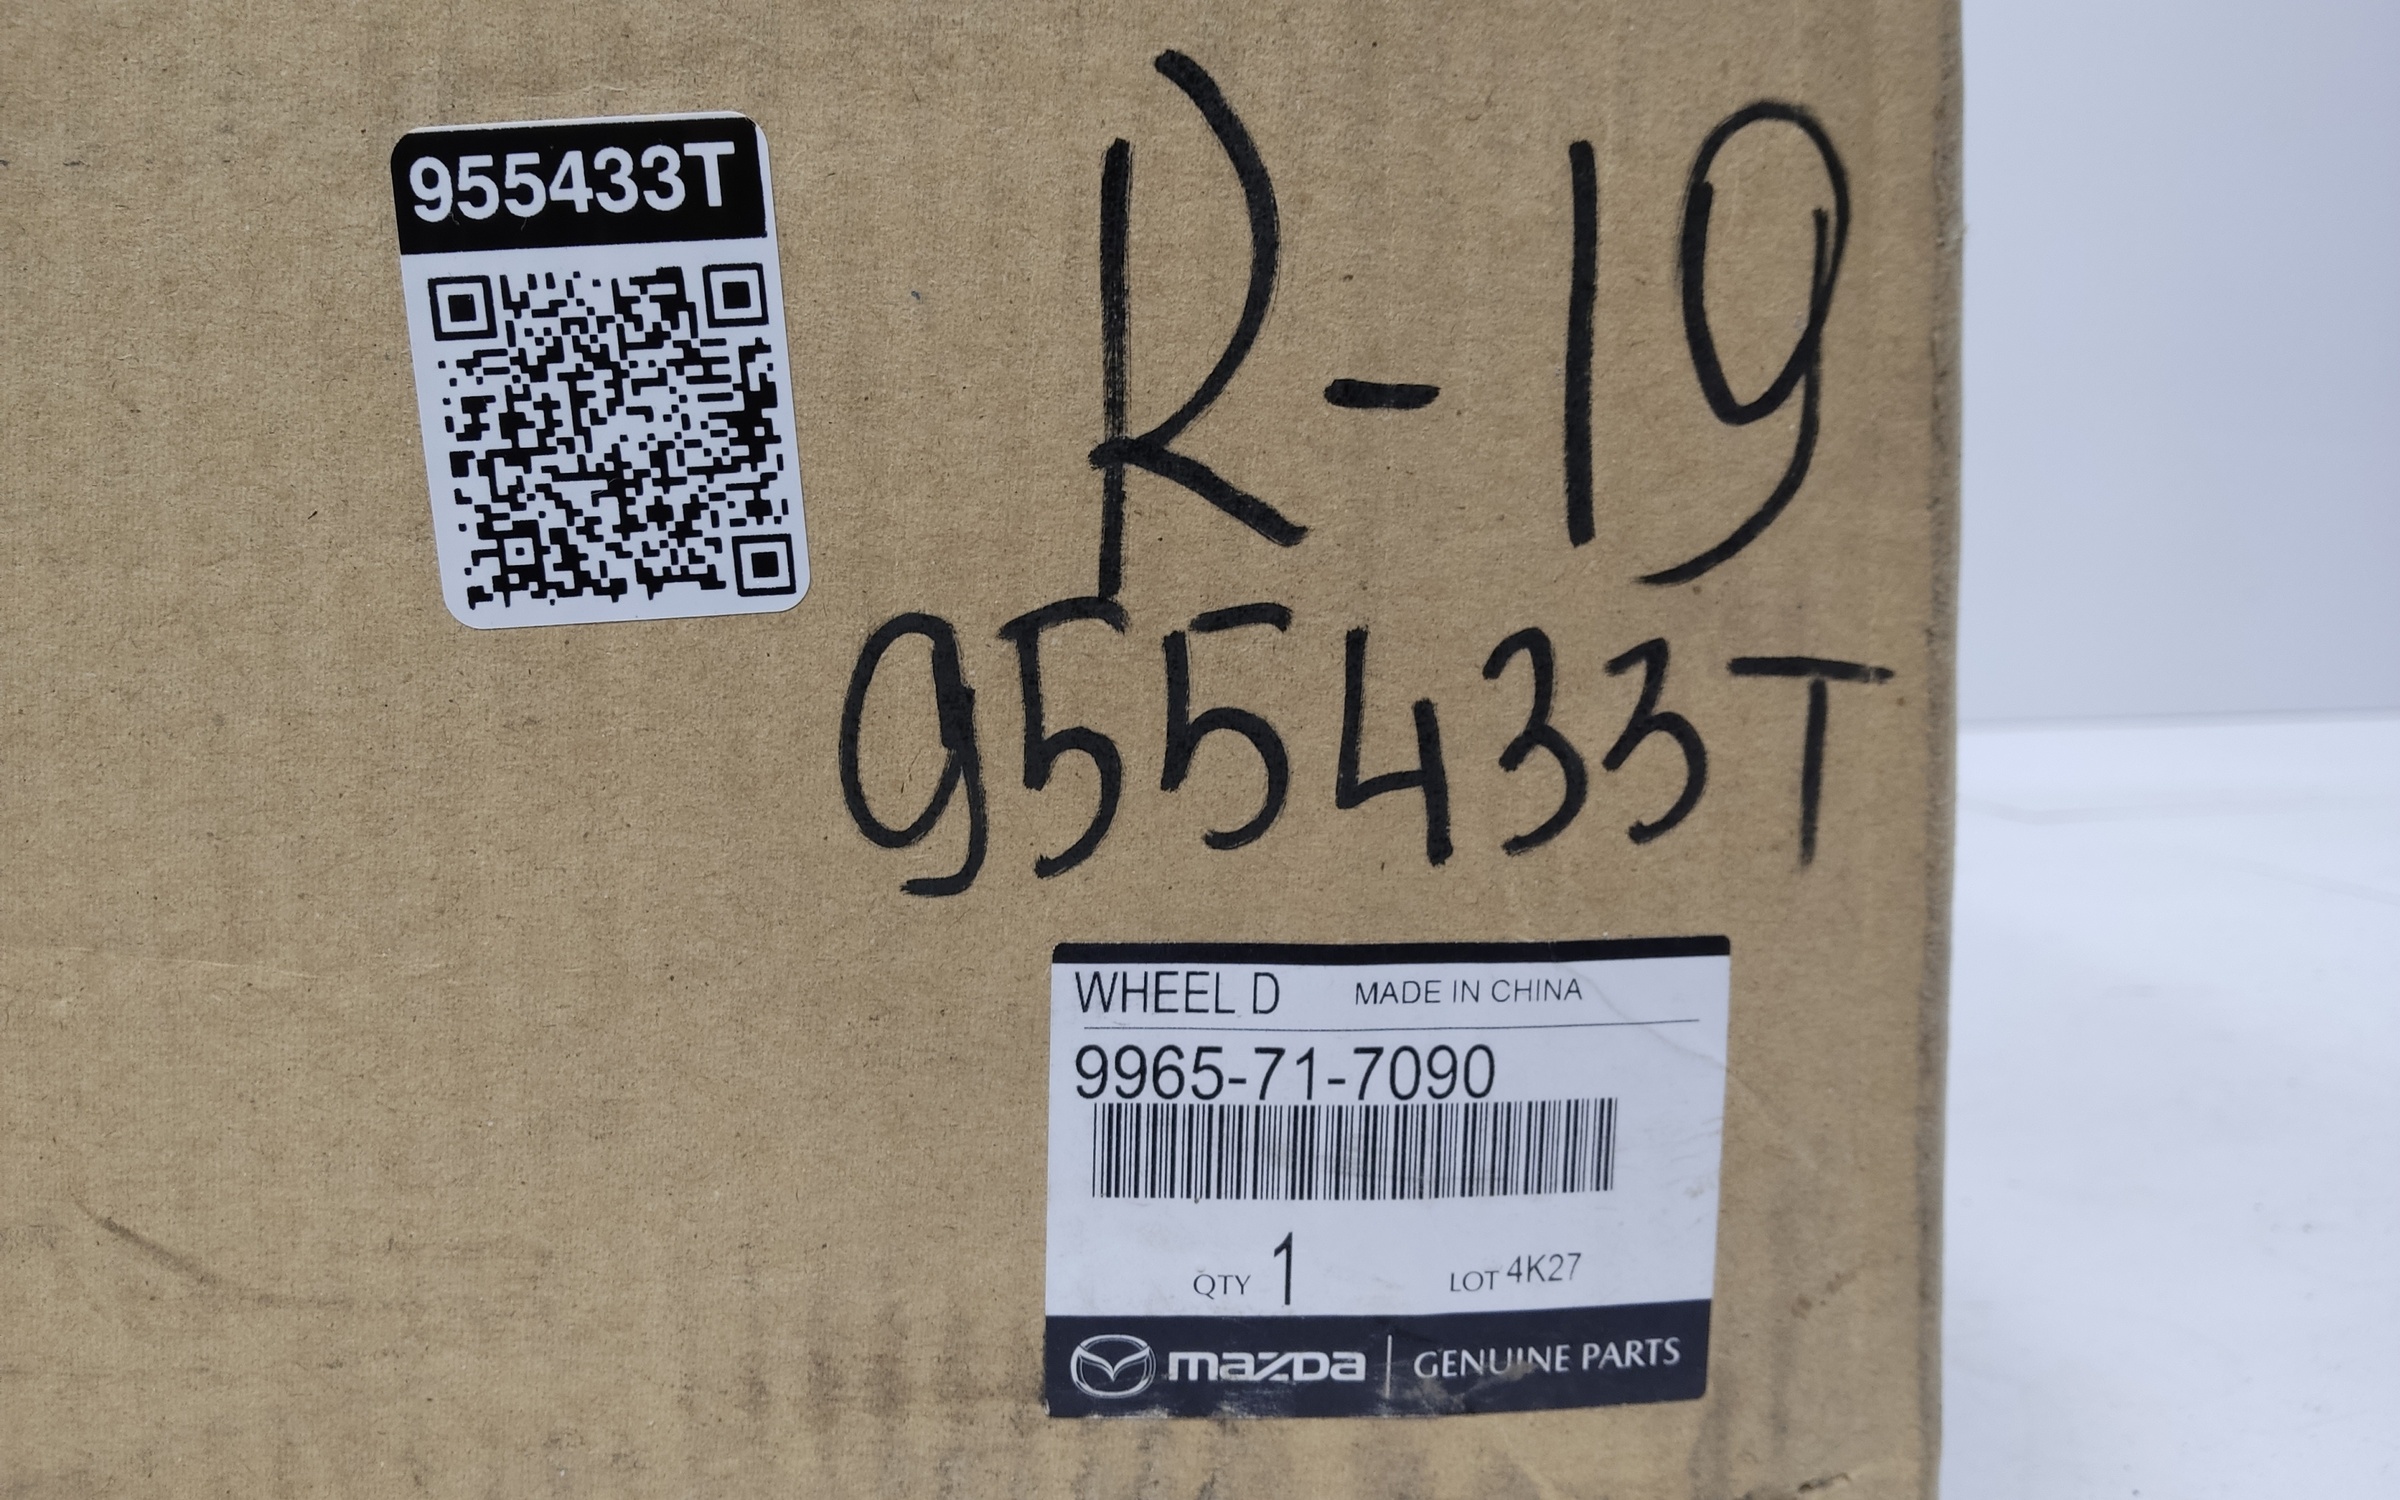 955433T
R-19
955433T
WHEEL D MADE IN CHINA
9965-71-7090
QTY 1 LOT 4K27
mazda GENUINE PARTS